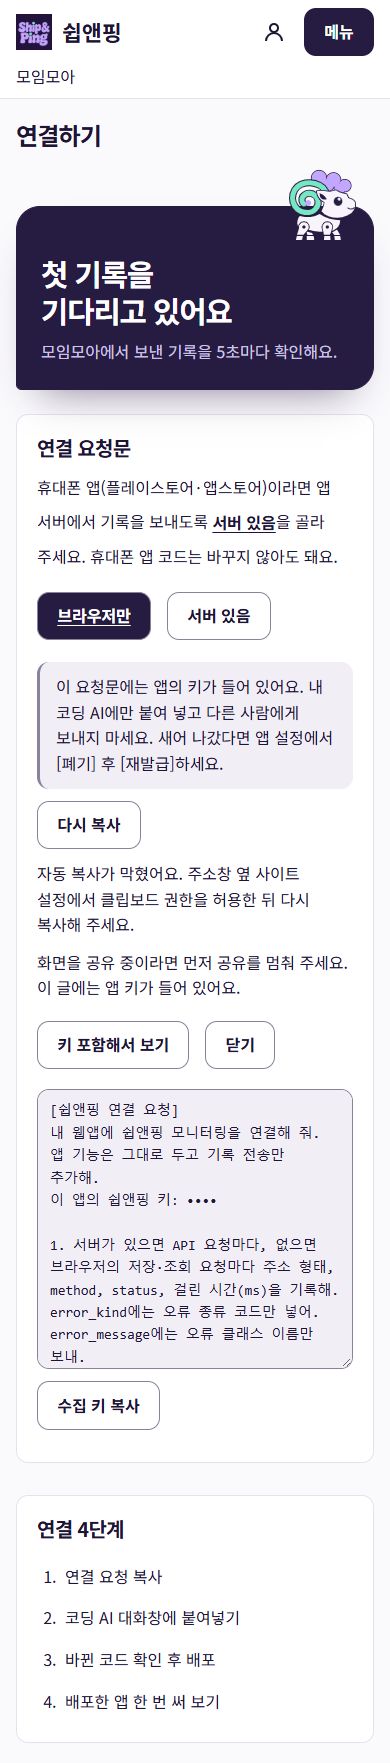 Ship&
Ping
쉽앤핑
메뉴
모임모아
연결하기
첫 기록을
기다리고 있어요
모임모아에서 보낸 기록을 5초마다 확인해요.
연결 요청문
휴대폰 앱(플레이스토어·앱스토어)이라면 앱
서버에서 기록을 보내도록 서버 있음을 골라
주세요. 휴대폰 앱 코드는 바꾸지 않아도 돼요.
브라우저만
서버 있음
이 요청문에는 앱의 키가 들어 있어요. 내
코딩 AI에만 붙여 넣고 다른 사람에게
보내지 마세요. 새어 나갔다면 앱 설정에서
[폐기] 후 [재발급]하세요.
다시 복사
자동 복사가 막혔어요. 주소창 옆 사이트
설정에서 클립보드 권한을 허용한 뒤 다시
복사해 주세요.
화면을 공유 중이라면 먼저 공유를 멈춰 주세요.
이 글에는 앱 키가 들어 있어요.
키 포함해서 보기
닫기
[쉽앤핑 연결 요청]
내 웹앱에 쉽앤핑 모니터링을 연결해 줘.
앱 기능은 그대로 두고 기록 전송만
추가해.
이 앱의 쉽앤핑 키: ••••
1. 서버가 있으면 API 요청마다, 없으면
브라우저의 저장·조회 요청마다 주소 형태,
method, status, 걸린 시간(ms)을 기록해.
error_kind에는 오류 종류 코드만 넣어.
error_message에는 오류 클래스 이름만
보내.
수집 키 복사
연결 4단계
1. 연결 요청 복사
2. 코딩 AI 대화창에 붙여넣기
3. 바뀐 코드 확인 후 배포
4. 배포한 앱 한 번 써 보기